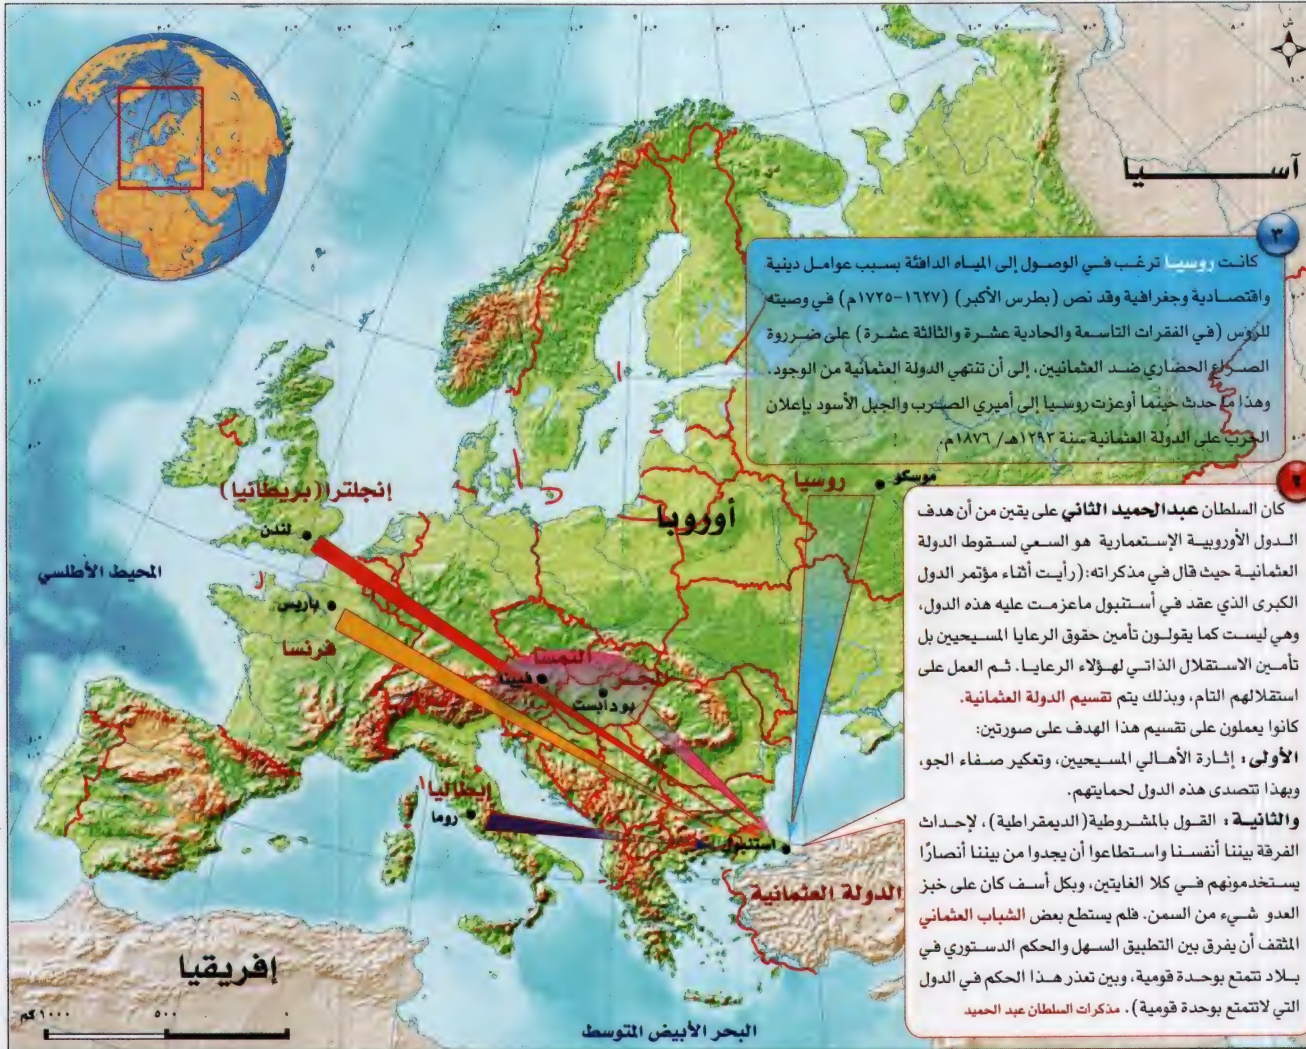 ش
آســـــيا
٣
كانت روسيا ترغب في الوصول إلى المياه الدافئة بسبب عوامل دينية
واقتصادية وجغرافية وقد نص (بطرس الأكبر) (١٦٢٧-١٧٢٥م) في وصيته
للروس (في الفقرات التاسعة والحادية عشرة والثالثة عشرة) على ضرروة
الصراع الحضاري ضد العثمانيين، إلى أن تنتهي الدولة العثمانية من الوجود.
وهذا ما حدث حينما أوعزت روسيا إلى أميري الصرب والجبل الأسود بإعلان
الحرب على الدولة العثمانية سنة ١٢٩٣هـ/ ١٨٧٦م.
موسكو
روسيا
أوروبا
إنجلترا (بريطانيا)
لندن
المحيط الأطلسي
باريس
فرنسا
النمسا
فيينا
المجر
بودابست
إيطاليا
روما
استنبول
الدولة العثمانية
كان السلطان عبدالحميد الثاني على يقين من أن هدف
الدول الأوروبية الإستعمارية هو السعي لسقوط الدولة
العثمانية حيث قال في مذكراته: (رأيت أثناء مؤتمر الدول
الكبرى الذي عقد في أستنبول ماعزمت عليه هذه الدول،
وهي ليست كما يقولون تأمين حقوق الرعايا المسيحيين بل
تأمين الاستقلال الذاتي لهؤلاء الرعايا. ثم العمل على
استقلالهم التام، وبذلك يتم تقسيم الدولة العثمانية.
كانوا يعملون على تقسيم هذا الهدف على صورتين:
الأولى: إثارة الأهالي المسيحيين، وتعكير صفاء الجو،
وبهذا تتصدى هذه الدول لحمايتهم.
والثانية: القول بالمشروطية (الديمقراطية)، لإحداث
الفرقة بيننا أنفسنا واستطاعوا أن يجدوا من بيننا أنصارًا
يستخدمونهم في كلا الغايتين، وبكل أسف كان على خبز
العدو شيء من السمن. فلم يستطع بعض الشباب العثماني
المثقف أن يفرق بين التطبيق السهل والحكم الدستوري في
بلاد تتمتع بوحدة قومية، وبين تعذر هذا الحكم في الدول
التي لاتتمتع بوحدة قومية). مذكرات السلطان عبد الحميد
إفريقيا
٠ ٥٠٠ ١٠٠٠ كم
البحر الأبيض المتوسط